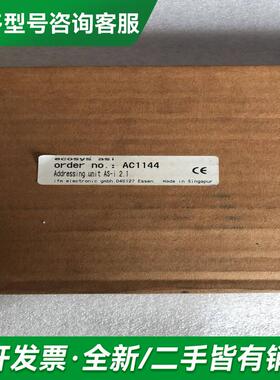 型号咨询客服
ecosys asi
order no.: AC1144
Addressing unit AS-i 2.1
ifm electronic gmbh, D45127 Essen Made in Singapur
CE
开发票·全新/二手皆有售